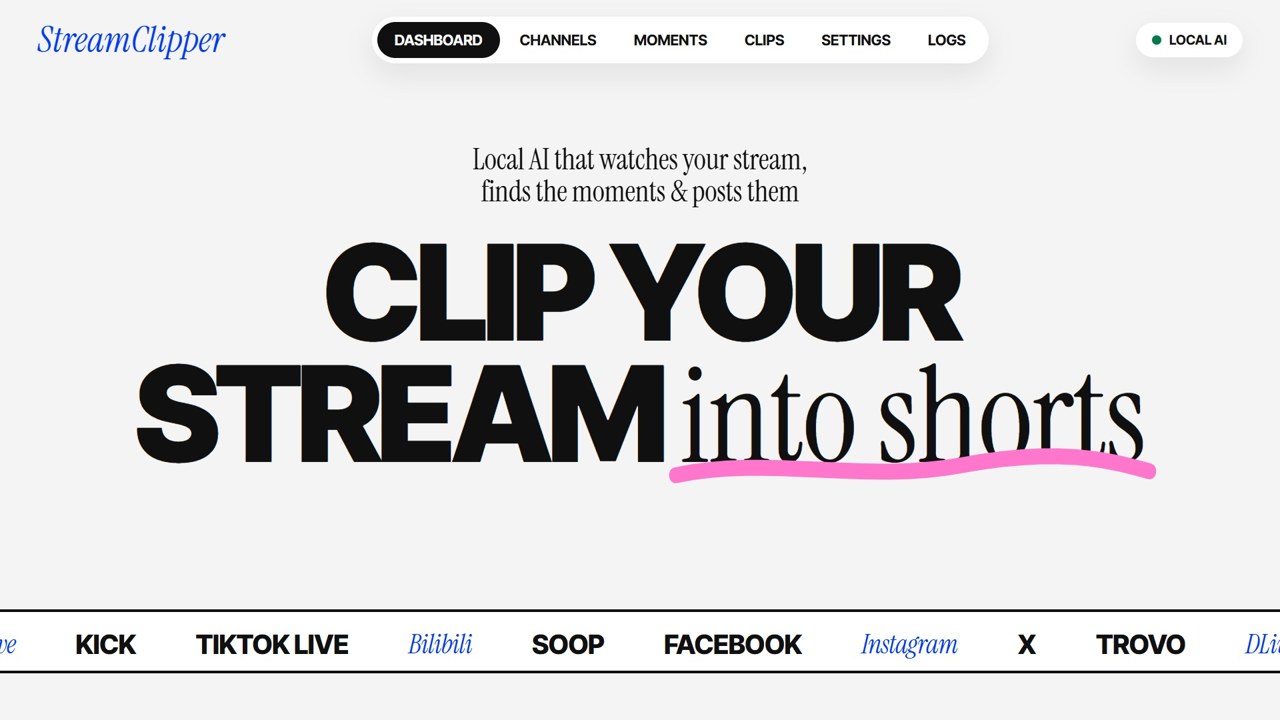 StreamClipper
DASHBOARD CHANNELS MOMENTS CLIPS SETTINGS LOGS
LOCAL AI
Local AI that watches your stream,
finds the moments & posts them
CLIP YOUR
STREAM into shorts
KICK TIKTOK LIVE Bilibili SOOP FACEBOOK Instagram X TROVO